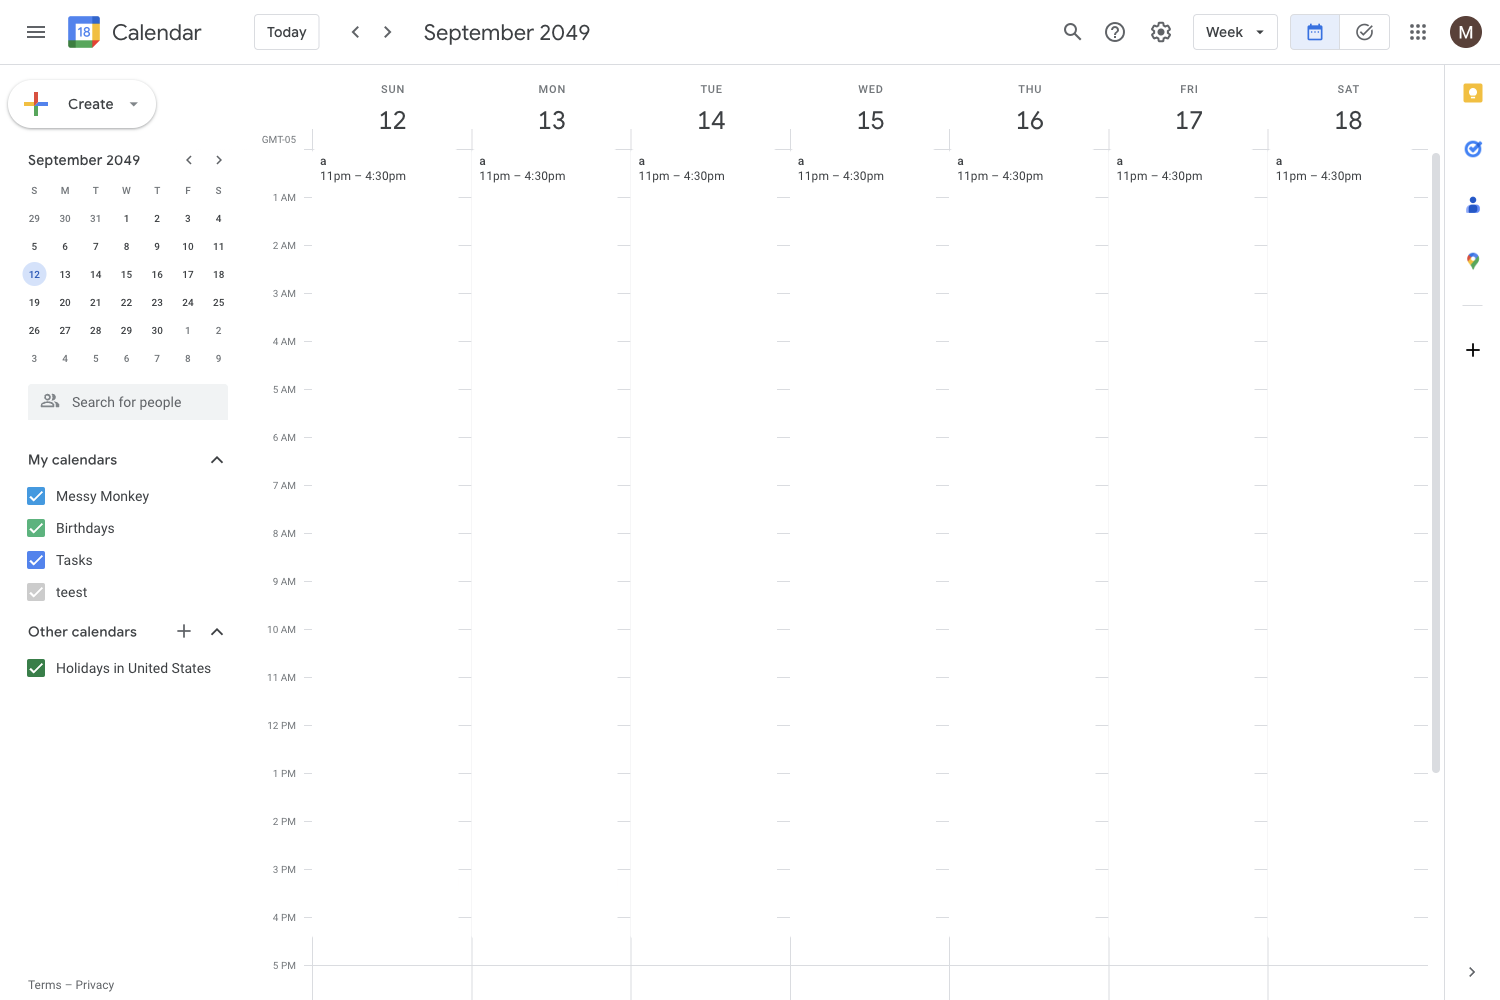 18 Calendar Today September 2049 Week M
Create
September 2049
S M T W T F S
29 30 31 1 2 3 4
5 6 7 8 9 10 11
12 13 14 15 16 17 18
19 20 21 22 23 24 25
26 27 28 29 30 1 2
3 4 5 6 7 8 9
Search for people
My calendars
Messy Monkey
Birthdays
Tasks
teest
Other calendars
Holidays in United States
Terms – Privacy
SUN MON TUE WED THU FRI SAT
12 13 14 15 16 17 18
GMT-05
a a a a a a a
11pm – 4:30pm 11pm – 4:30pm 11pm – 4:30pm 11pm – 4:30pm 11pm – 4:30pm 11pm – 4:30pm 11pm – 4:30pm
1 AM
2 AM
3 AM
4 AM
5 AM
6 AM
7 AM
8 AM
9 AM
10 AM
11 AM
12 PM
1 PM
2 PM
3 PM
4 PM
5 PM